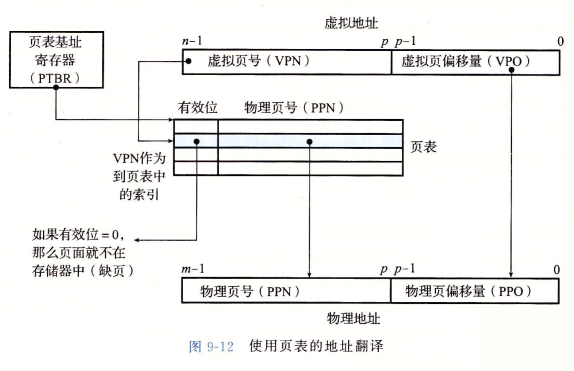 虚拟地址
n-1
p p-1
0
页表基址
寄存器
(PTBR)
虚拟页号(VPN)
虚拟页偏移量(VPO)
有效位 物理页号(PPN)
页表
VPN作为
到页表中
的索引
如果有效位=0,
那么页面就不在
存储器中(缺页)
m-1
p p-1
0
物理页号(PPN)
物理页偏移量(PPO)
物理地址
图 9-12 使用页表的地址翻译